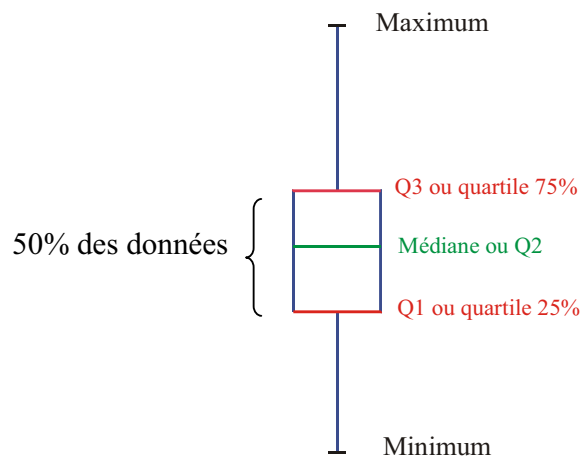 Maximum
Q3 ou quartile 75%
50% des données
Médiane ou Q2
Q1 ou quartile 25%
Minimum